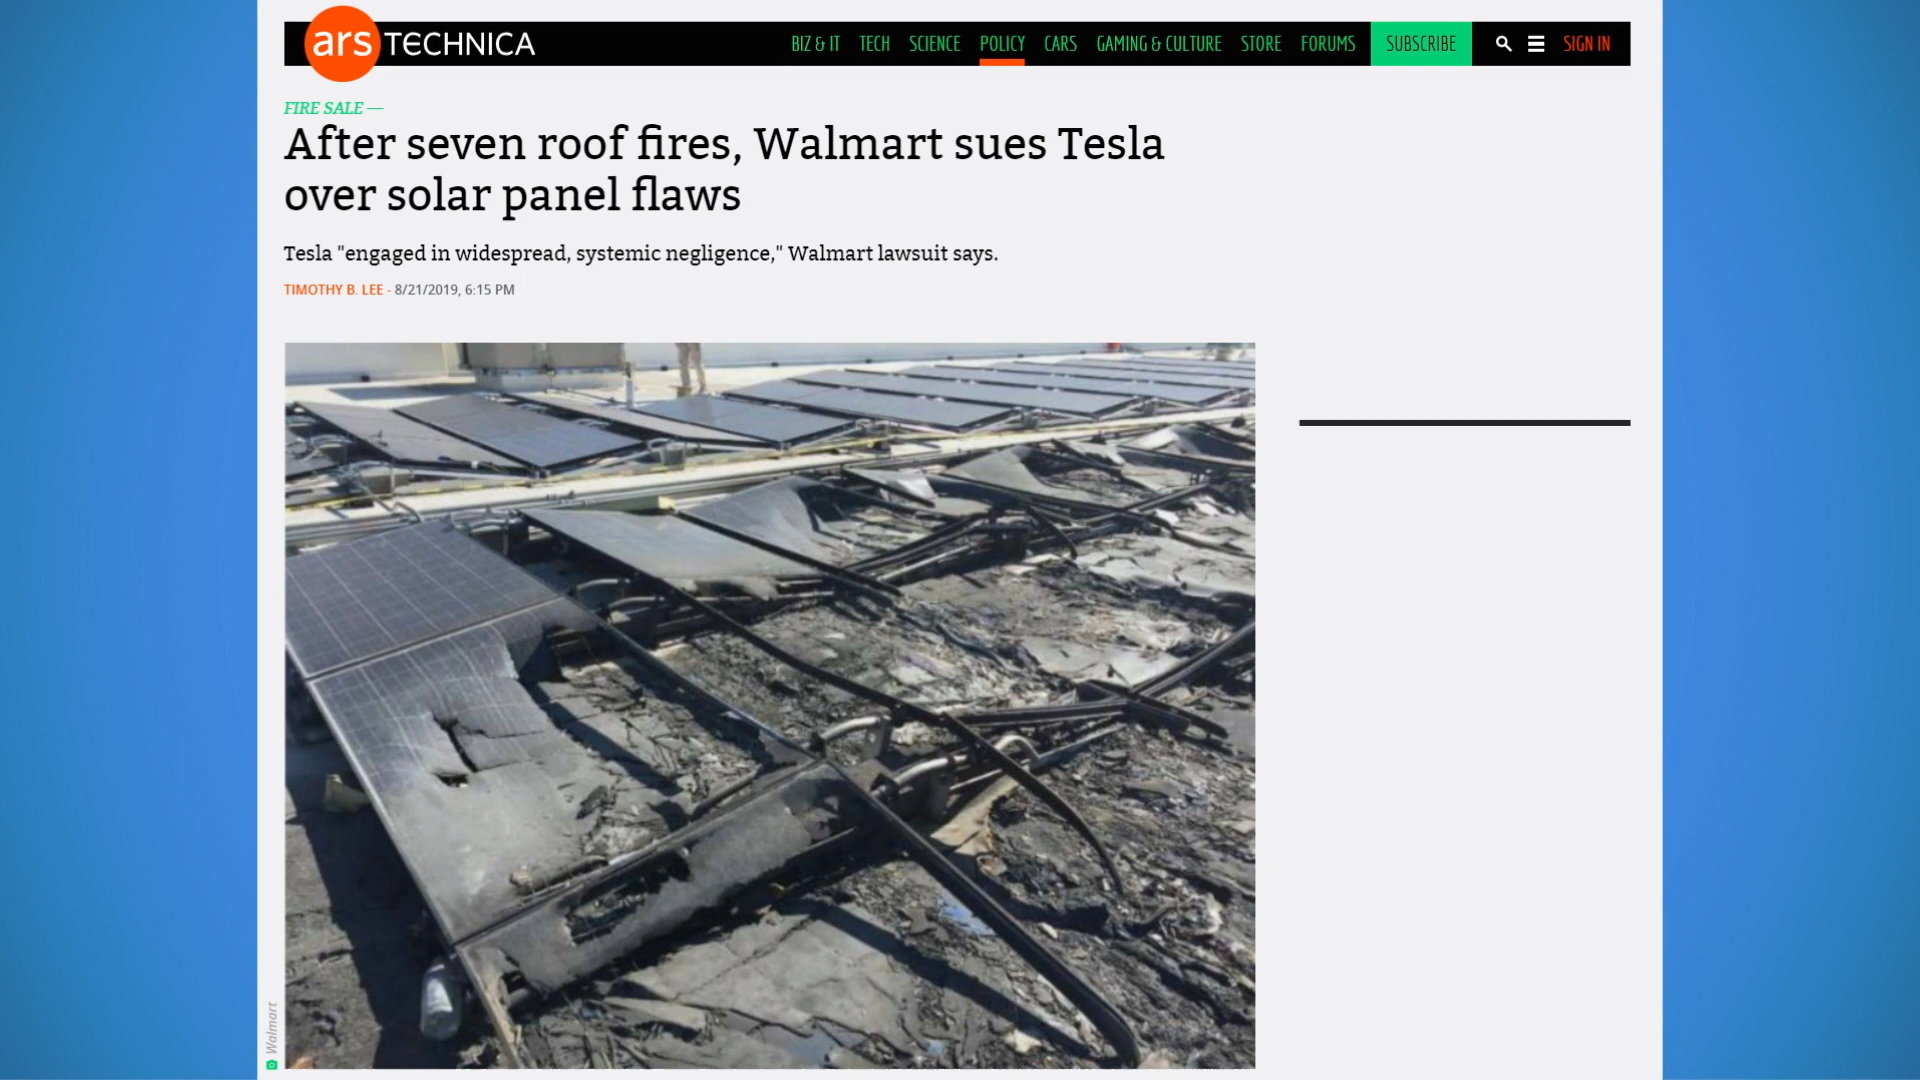 ars TECHNICA
BIZ & IT TECH SCIENCE POLICY CARS GAMING & CULTURE STORE FORUMS SUBSCRIBE SIGN IN
FIRE SALE —
After seven roof fires, Walmart sues Tesla
over solar panel flaws
Tesla "engaged in widespread, systemic negligence," Walmart lawsuit says.
TIMOTHY B. LEE - 8/21/2019, 6:15 PM
Walmart